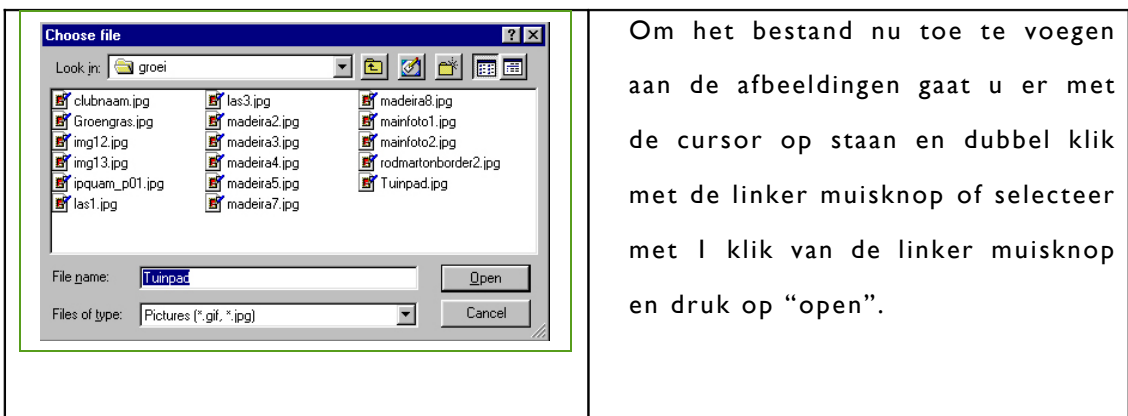 Choose file
Look in: groei
clubnaam.jpg
Groengras.jpg
img12.jpg
img13.jpg
ipquam_p01.jpg
las1.jpg
las3.jpg
madeira2.jpg
madeira3.jpg
madeira4.jpg
madeira5.jpg
madeira7.jpg
madeira8.jpg
mainfoto1.jpg
mainfoto2.jpg
rodmartonborder2.jpg
Tuinpad.jpg
File name: Tuinpad Open
Files of type: Pictures (*.gif, *.jpg) Cancel
Om het bestand nu toe te voegen
aan de afbeeldingen gaat u er met
de cursor op staan en dubbel klik
met de linker muisknop of selecteer
met 1 klik van de linker muisknop
en druk op “open”.